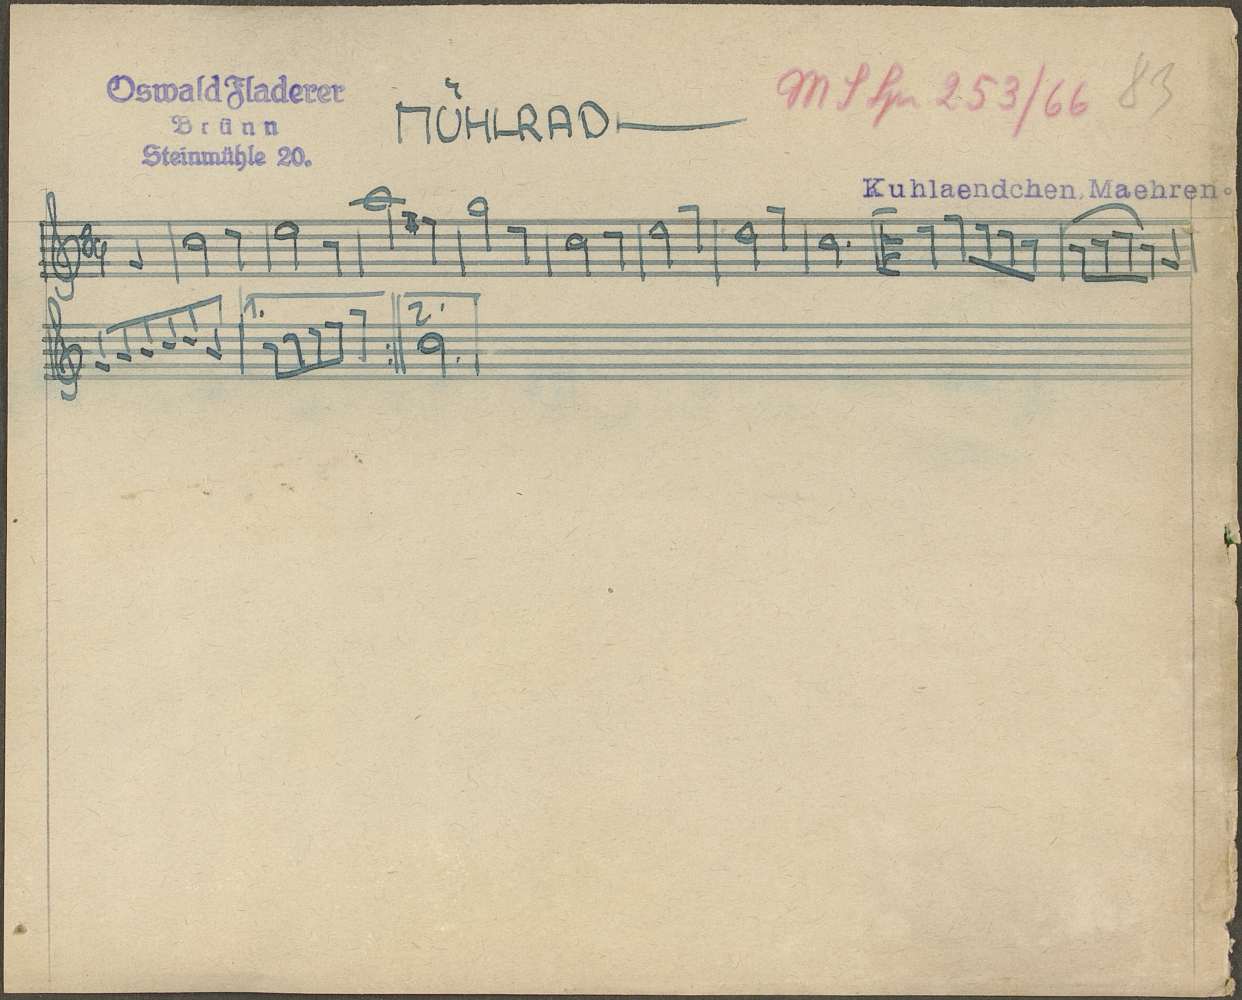 Oswald Fladerer
Brünn
Steinmühle 20.
MÜHLRAD
253/66
83
Kuhlaendchen, Maehren.
1.
2.